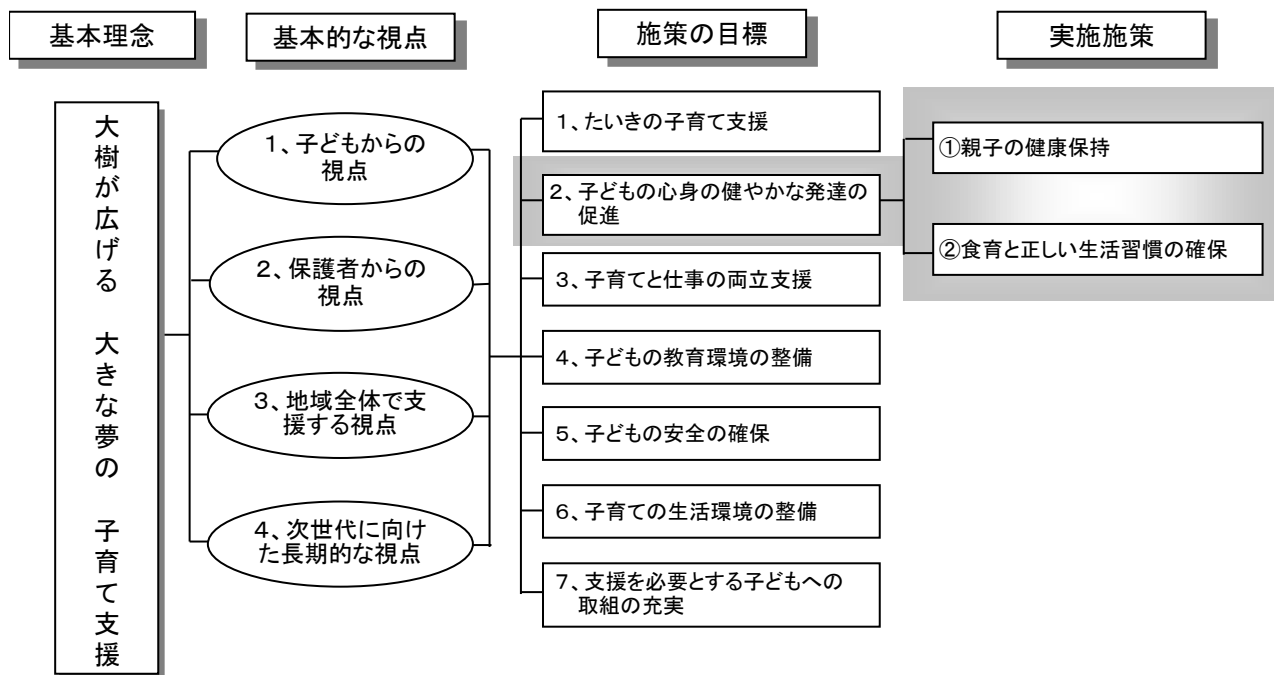 基本理念
基本的な視点
施策の目標
実施施策
大樹が広げる 大きな夢の 子育て支援
１、子どもからの
視点
２、保護者からの
視点
３、地域全体で支
援する視点
４、次世代に向け
た長期的な視点
１、たいきの子育て支援
２、子どもの心身の健やかな発達の
促進
３、子育てと仕事の両立支援
４、子どもの教育環境の整備
５、子どもの安全の確保
６、子育ての生活環境の整備
７、支援を必要とする子どもへの
取組の充実
①親子の健康保持
②食育と正しい生活習慣の確保